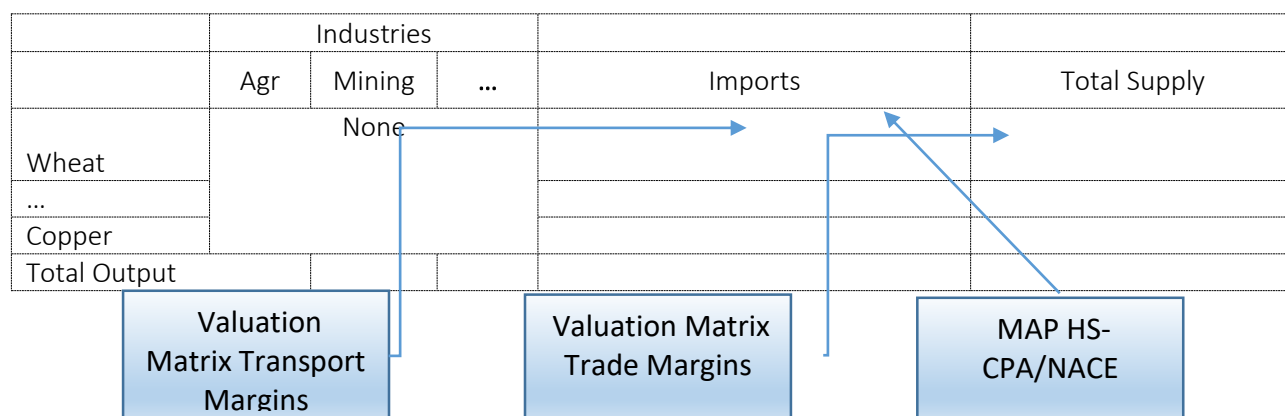 Industries
Agr Mining ... Imports Total Supply
None
Wheat
...
Copper
Total Output
Valuation
Matrix Transport
Margins
Valuation Matrix
Trade Margins
MAP HS-
CPA/NACE